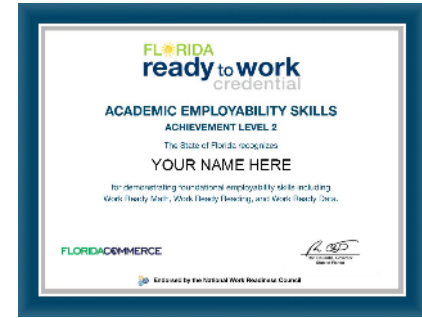 FLORIDA
ready to work
credential
ACADEMIC EMPLOYABILITY SKILLS
ACHIEVEMENT LEVEL 2
The State of Florida recognizes
YOUR NAME HERE
for demonstrating foundational employability skills including
Work Ready Math, Work Ready Reading, and Work Ready Data.
FLORIDACOMMERCE
Endorsed by the National Work Readiness Council